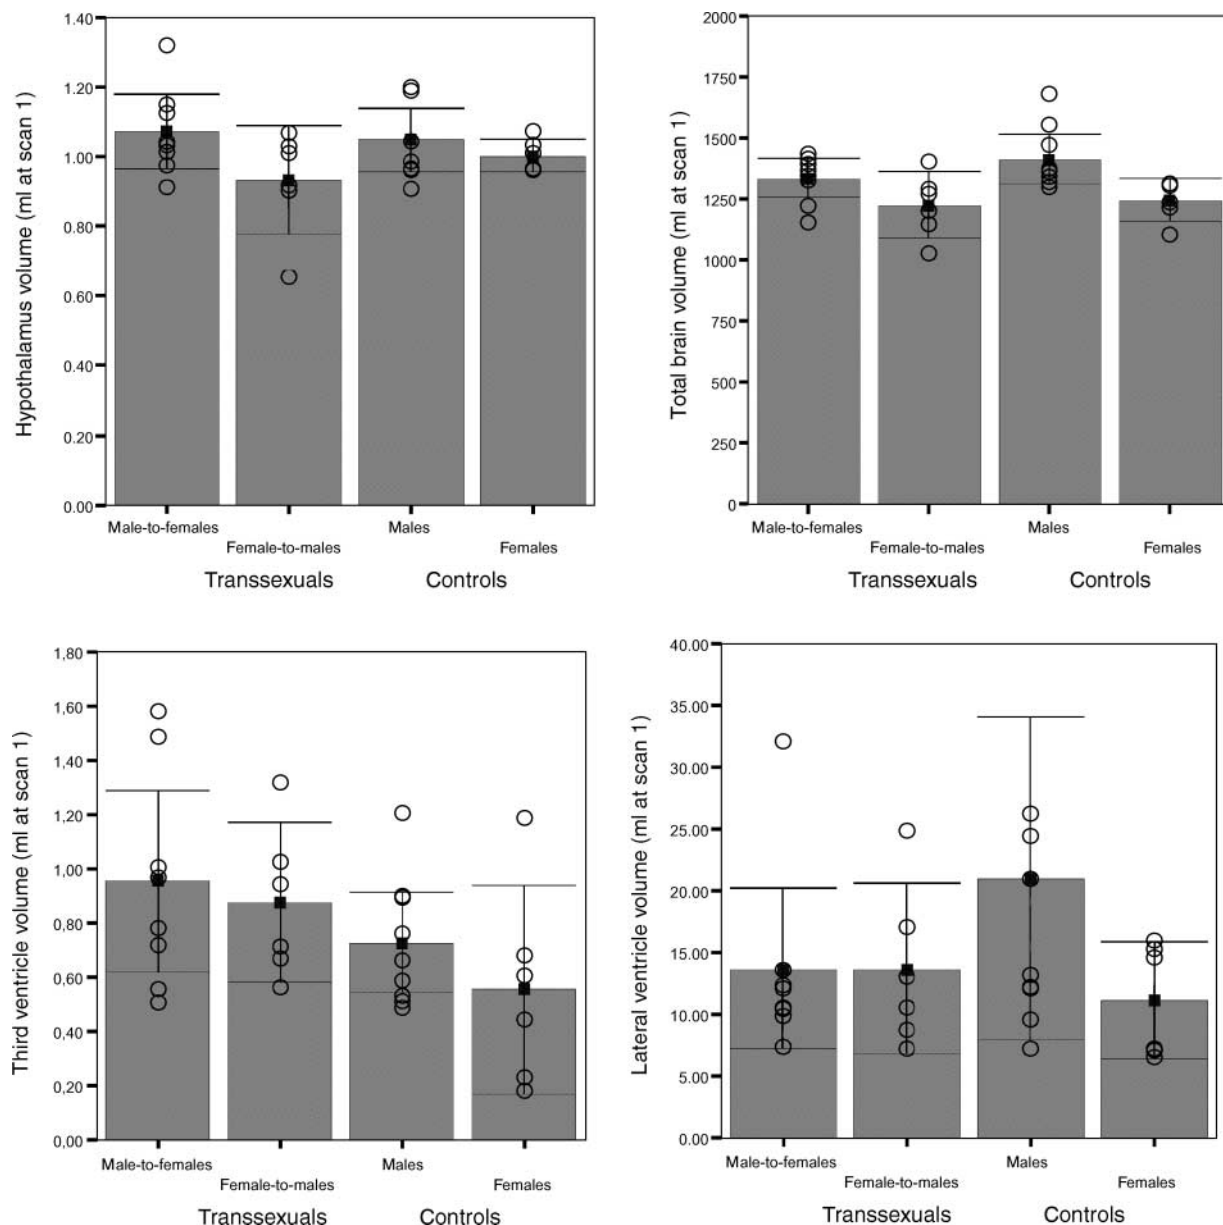 Hypothalamus volume (ml at scan 1)
1.40
1.20
1.00
0.80
0.60
0.40
0.20
0.00
Male-to-females
Female-to-males
Males
Females
Transsexuals
Controls
Total brain volume (ml at scan 1)
2000
1750
1500
1250
1000
750
500
250
0
Male-to-females
Female-to-males
Males
Females
Transsexuals
Controls
Third ventricle volume (ml at scan 1)
1.80
1.60
1.40
1.20
1.00
0.80
0.60
0.40
0.20
0,00
Male-to-females
Female-to-males
Males
Females
Transsexuals
Controls
Lateral ventricle volume (ml at scan 1)
40.00
35.00
30.00
25.00
20.00
15.00
10.00
5.00
0.00
Male-to-females
Female-to-males
Males
Females
Transsexuals
Controls